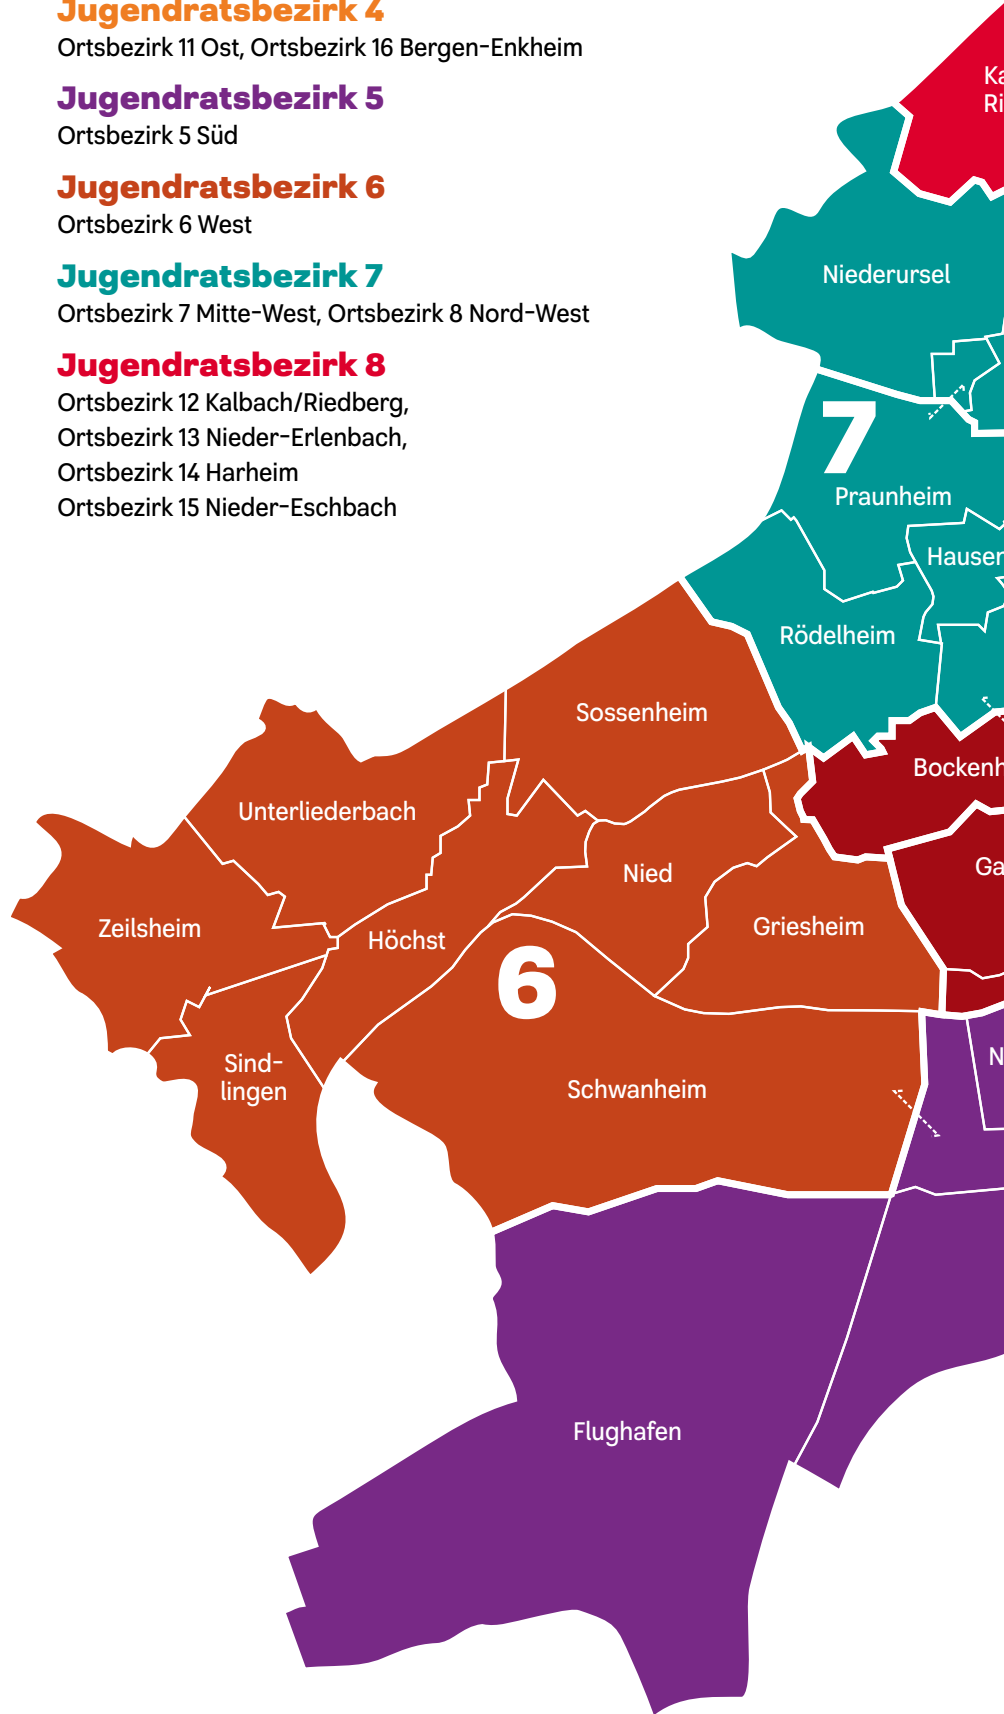 Jugendratsbezirk 4
Ortsbezirk 11 Ost, Ortsbezirk 16 Bergen-Enkheim
Jugendratsbezirk 5
Ortsbezirk 5 Süd
Jugendratsbezirk 6
Ortsbezirk 6 West
Jugendratsbezirk 7
Ortsbezirk 7 Mitte-West, Ortsbezirk 8 Nord-West
Jugendratsbezirk 8
Ortsbezirk 12 Kalbach/Riedberg,
Ortsbezirk 13 Nieder-Erlenbach,
Ortsbezirk 14 Harheim
Ortsbezirk 15 Nieder-Eschbach
Niederursel
7
Praunheim
Rödelheim
Sossenheim
Unterliederbach
Nied
Zeilsheim
Höchst
Griesheim
6
Sind-
lingen
Schwanheim
Flughafen